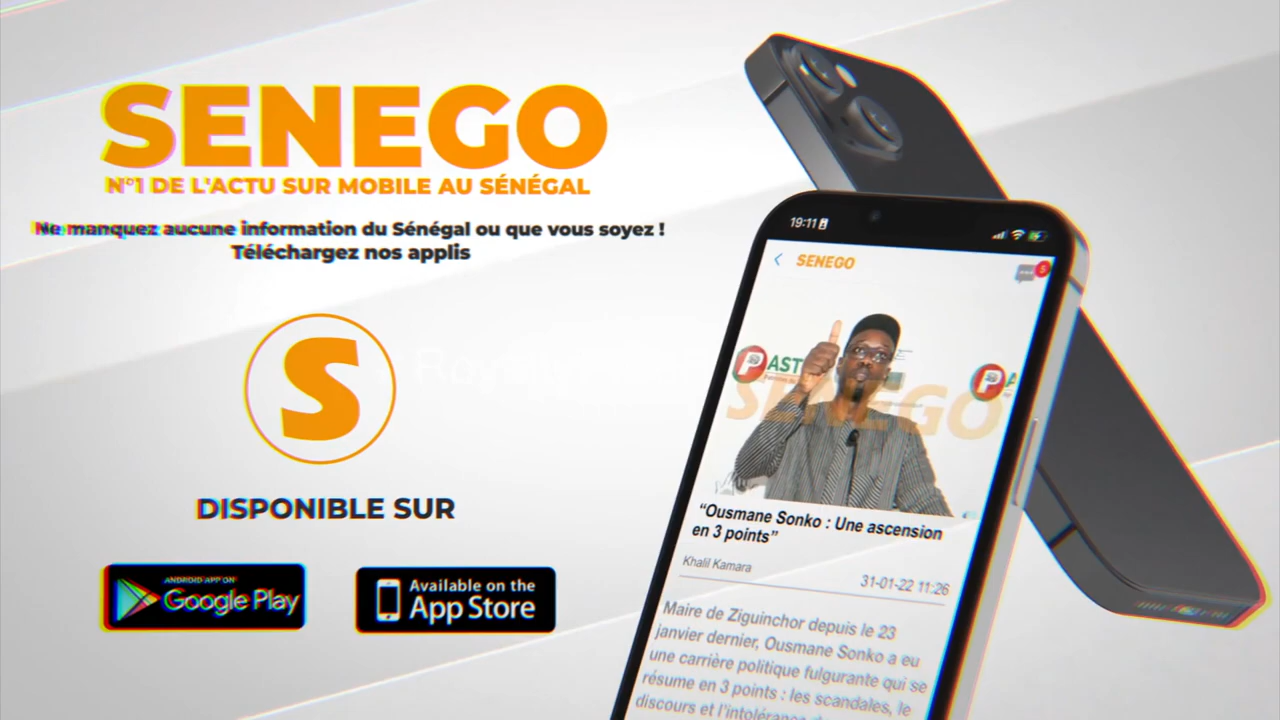 SENEGO
N°1 DE L'ACTU SUR MOBILE AU SÉNÉGAL
Ne manquez aucune information du Sénégal ou que vous soyez !
Téléchargez nos applis
S
DISPONIBLE SUR
ANDROID APP ON
Google Play
Available on the
App Store
19:11
SENEGO
5
PAST
P A
SENEGO
“Ousmane Sonko : Une ascension
en 3 points”
Khalil Kamara
31-01-22 11:26
Maire de Ziguinchor depuis le 23
janvier dernier, Ousmane Sonko a eu
une carrière politique fulgurante qui se
résume en 3 points : les scandales, le
discours et l'intolérance